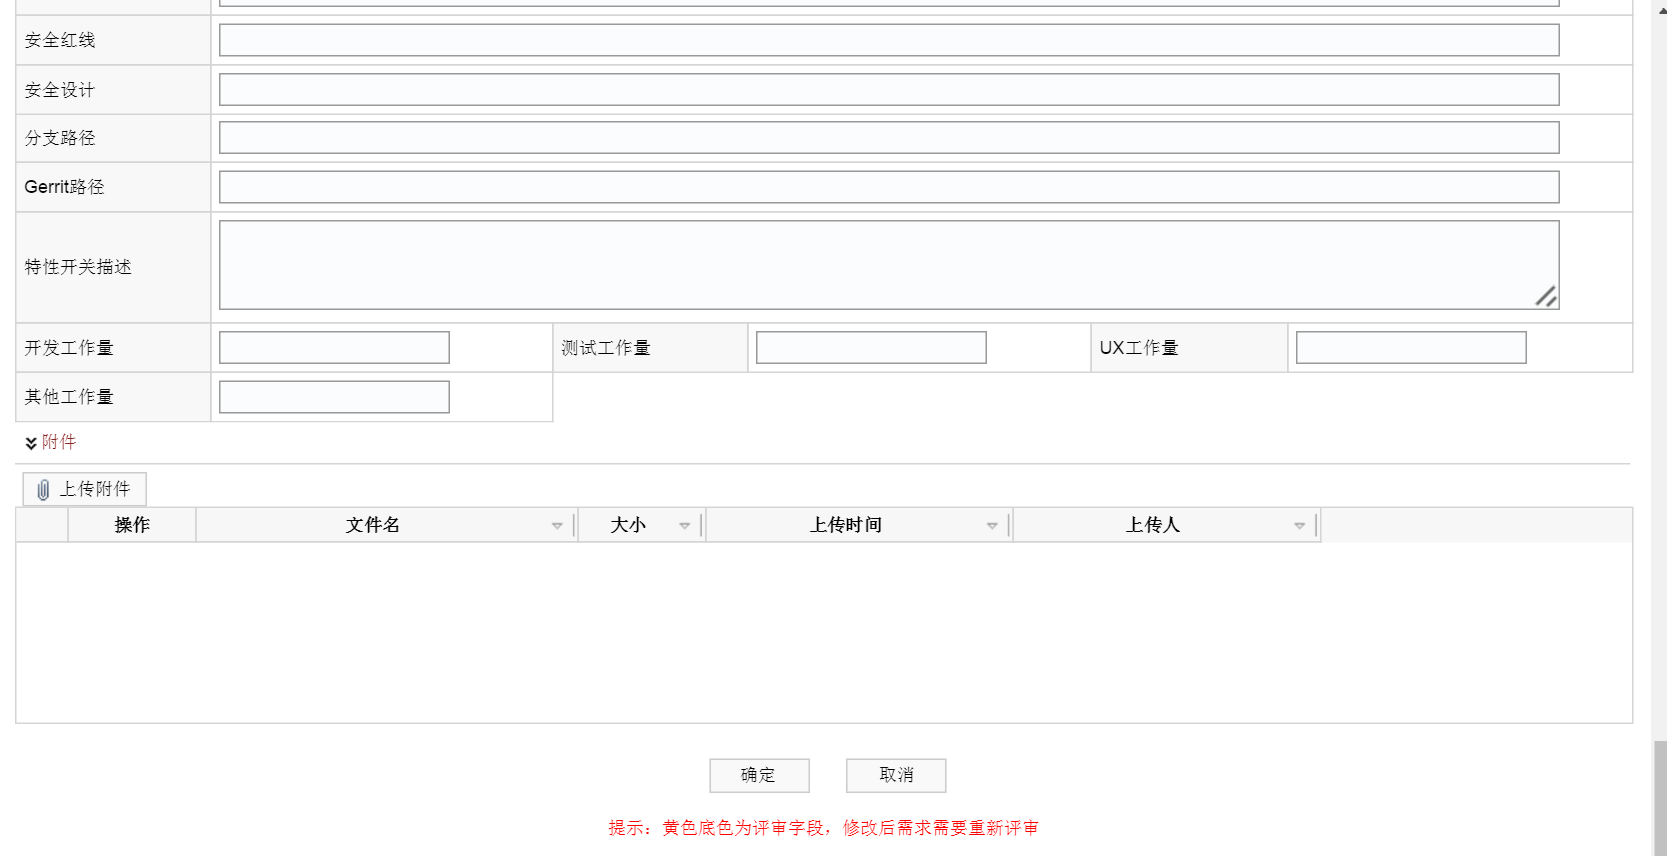 安全红线
安全设计
分支路径
Gerrit路径
特性开关描述
开发工作量 测试工作量 UX工作量
其他工作量
附件
上传附件
操作 文件名 大小 上传时间 上传人
确定 取消
提示：黄色底色为评审字段，修改后需求需要重新评审